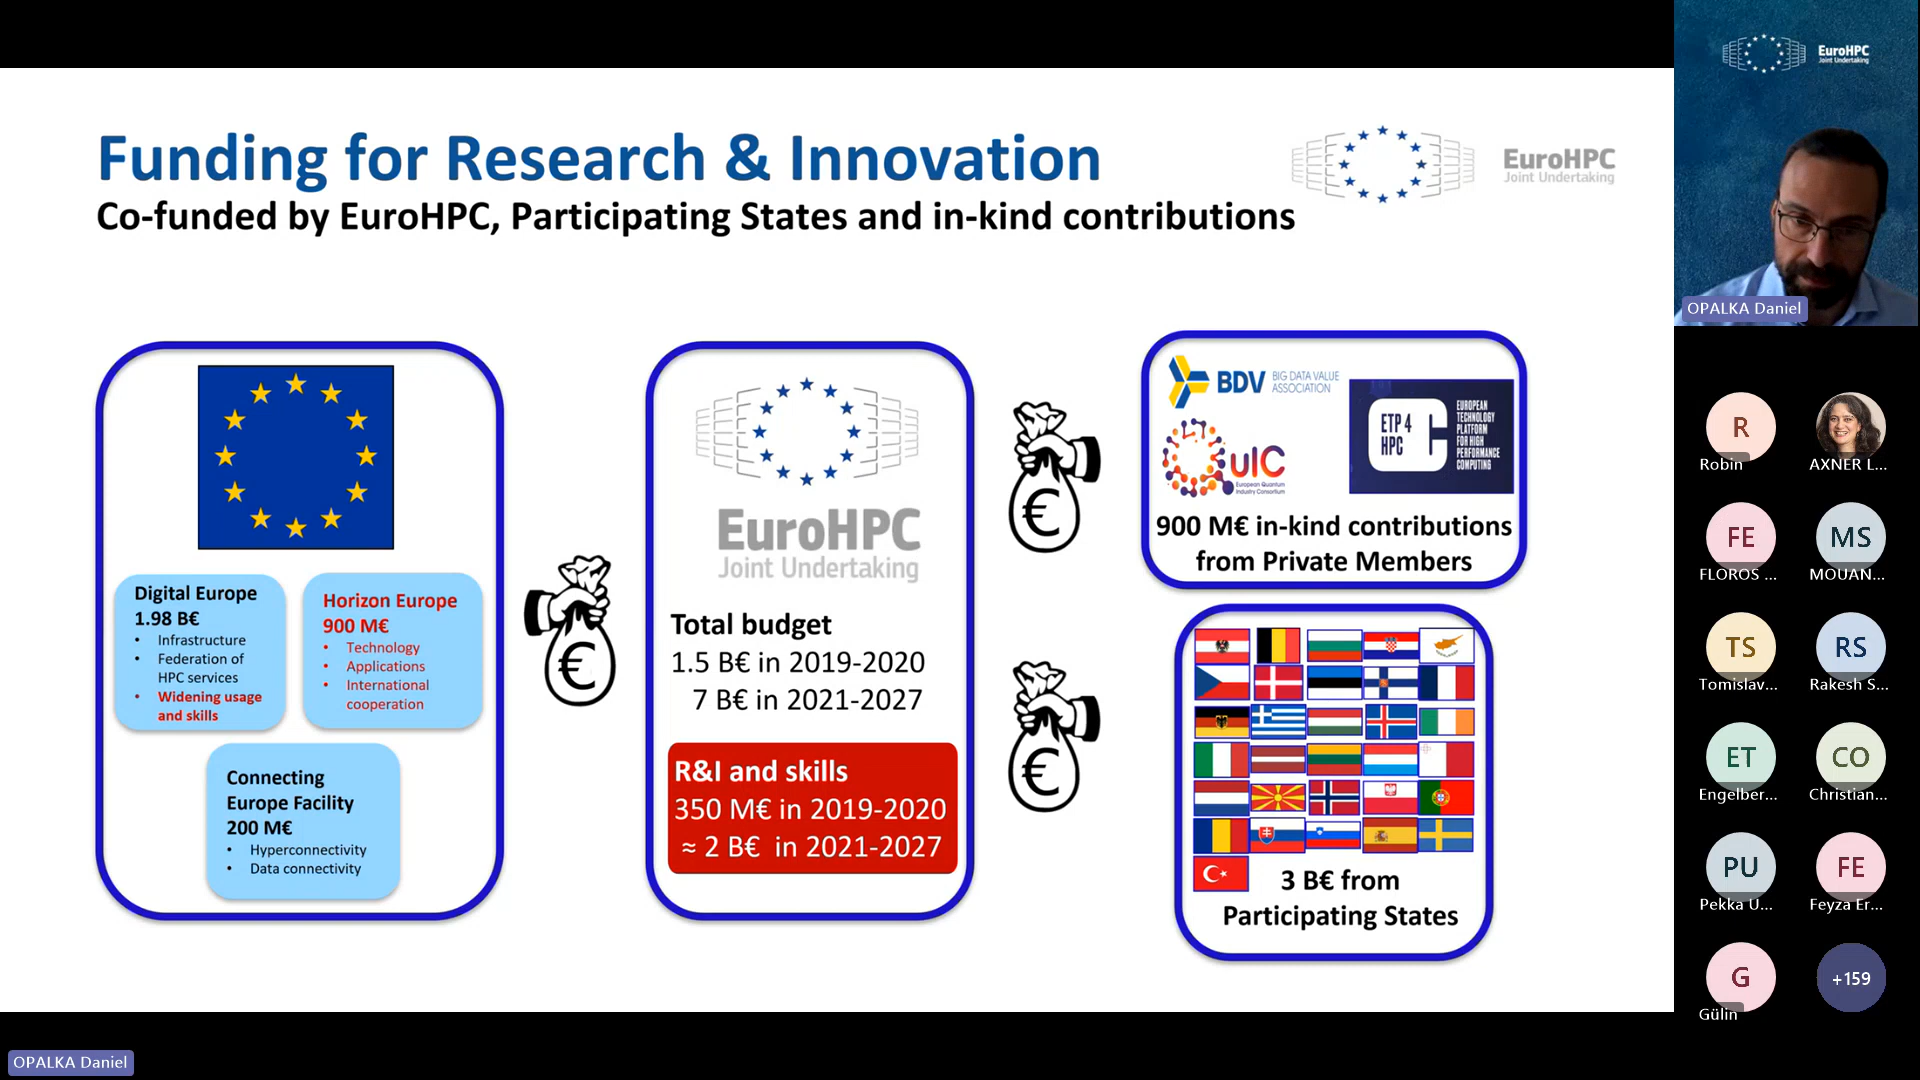 Funding for Research & Innovation
Co-funded by EuroHPC, Participating States and in-kind contributions
EuroHPC
Joint Undertaking
Digital Europe
1.98 B€
• Infrastructure
• Federation of
HPC services
• Widening usage
and skills
Horizon Europe
900 M€
• Technology
• Applications
• International
cooperation
Connecting
Europe Facility
200 M€
• Hyperconnectivity
• Data connectivity
€
EuroHPC
Joint Undertaking
Total budget
1.5 B€ in 2019-2020
7 B€ in 2021-2027
R&I and skills
350 M€ in 2019-2020
≈ 2 B€ in 2021-2027
€
€
BDV BIG DATA VALUE
ASSOCIATION
QUIC
European Quantum
Industry Consortium
ETP 4
HPC
EUROPEAN
TECHNOLOGY
PLATFORM
FOR HIGH
PERFORMANCE
COMPUTING
900 M€ in-kind contributions
from Private Members
3 B€ from
Participating States
EuroHPC
Joint Undertaking
OPALKA Daniel
R
Robin
AXNER L...
FE
FLOROS ...
MS
MOUAN...
TS
Tomislav...
RS
Rakesh S...
ET
Engelber...
CO
Christian...
PU
Pekka U...
FE
Feyza Er...
G
Gülin
+159
OPALKA Daniel